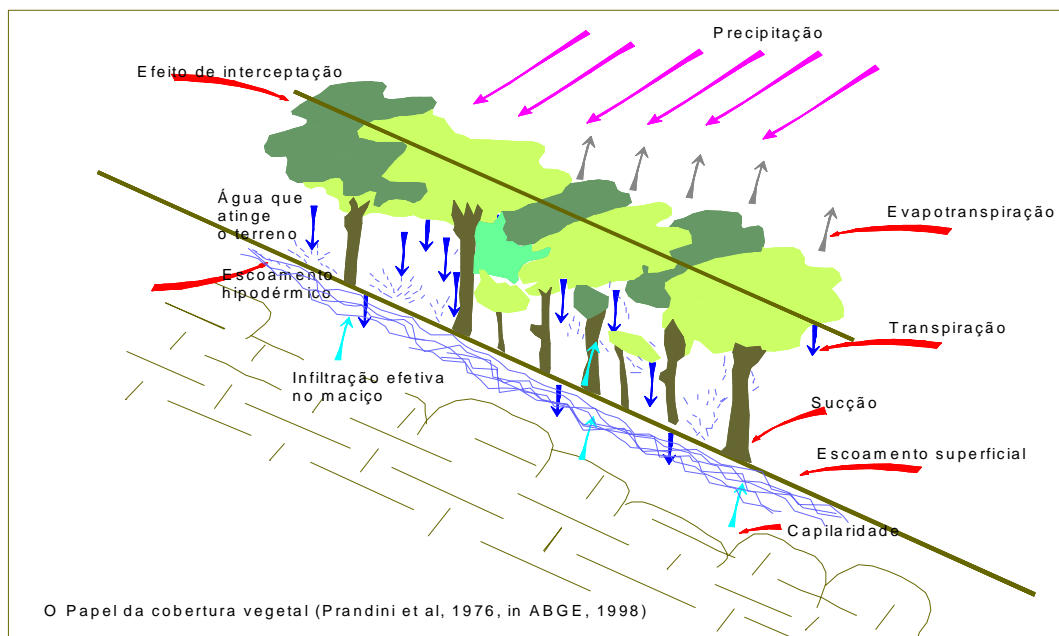 Precipitação
Efeito de interceptação
Água que
atinge
o terreno
Evapotranspiração
Escoamento
hipodérmico
Transpiração
Infiltração efetiva
no maciço
Sucção
Escoamento superficial
Capilaridade
O Papel da cobertura vegetal (Prandini et al, 1976, in ABGE, 1998)